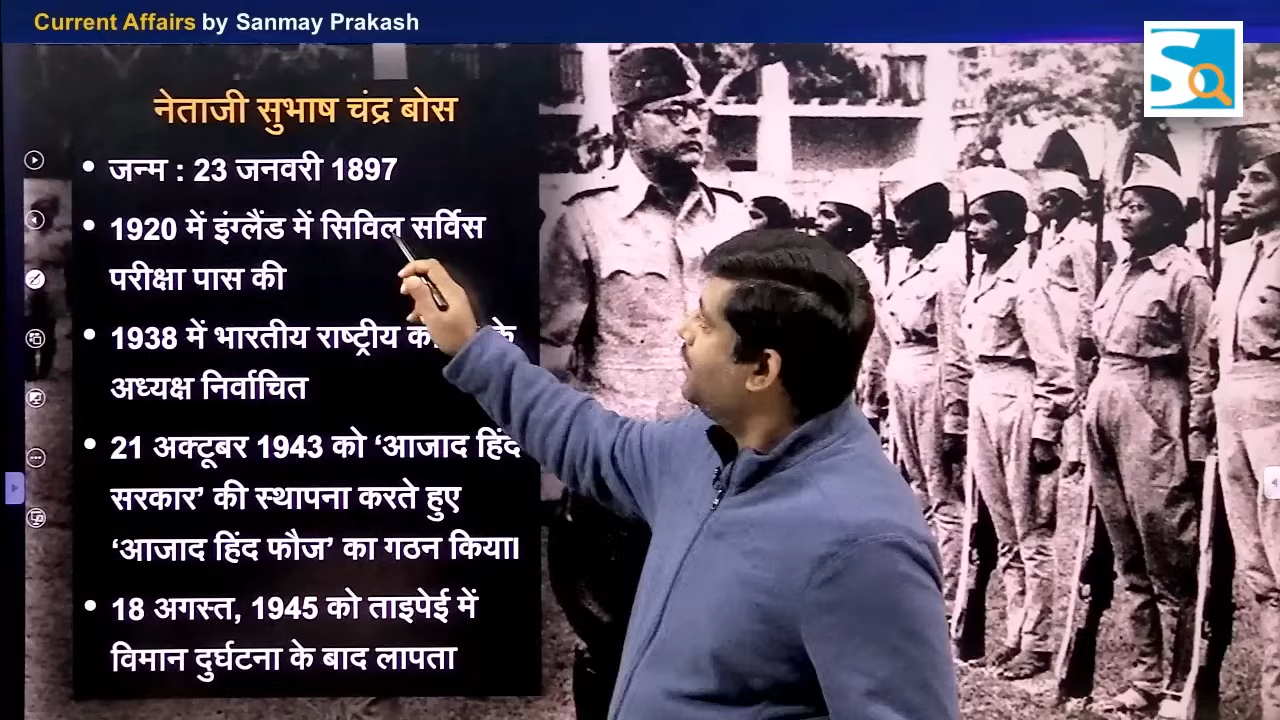 Current Affairs by Sanmay Prakash
नेताजी सुभाष चंद्र बोस
• जन्म : 23 जनवरी 1897
• 1920 में इंग्लैंड में सिविल सर्विस
परीक्षा पास की
• 1938 में भारतीय राष्ट्रीय के
अध्यक्ष निर्वाचित
• 21 अक्टूबर 1943 को ‘आजाद हिंद
सरकार’ की स्थापना करते हुए
‘आजाद हिंद फौज’ का गठन किया।
• 18 अगस्त, 1945 को ताइपेई में
विमान दुर्घटना के बाद लापता